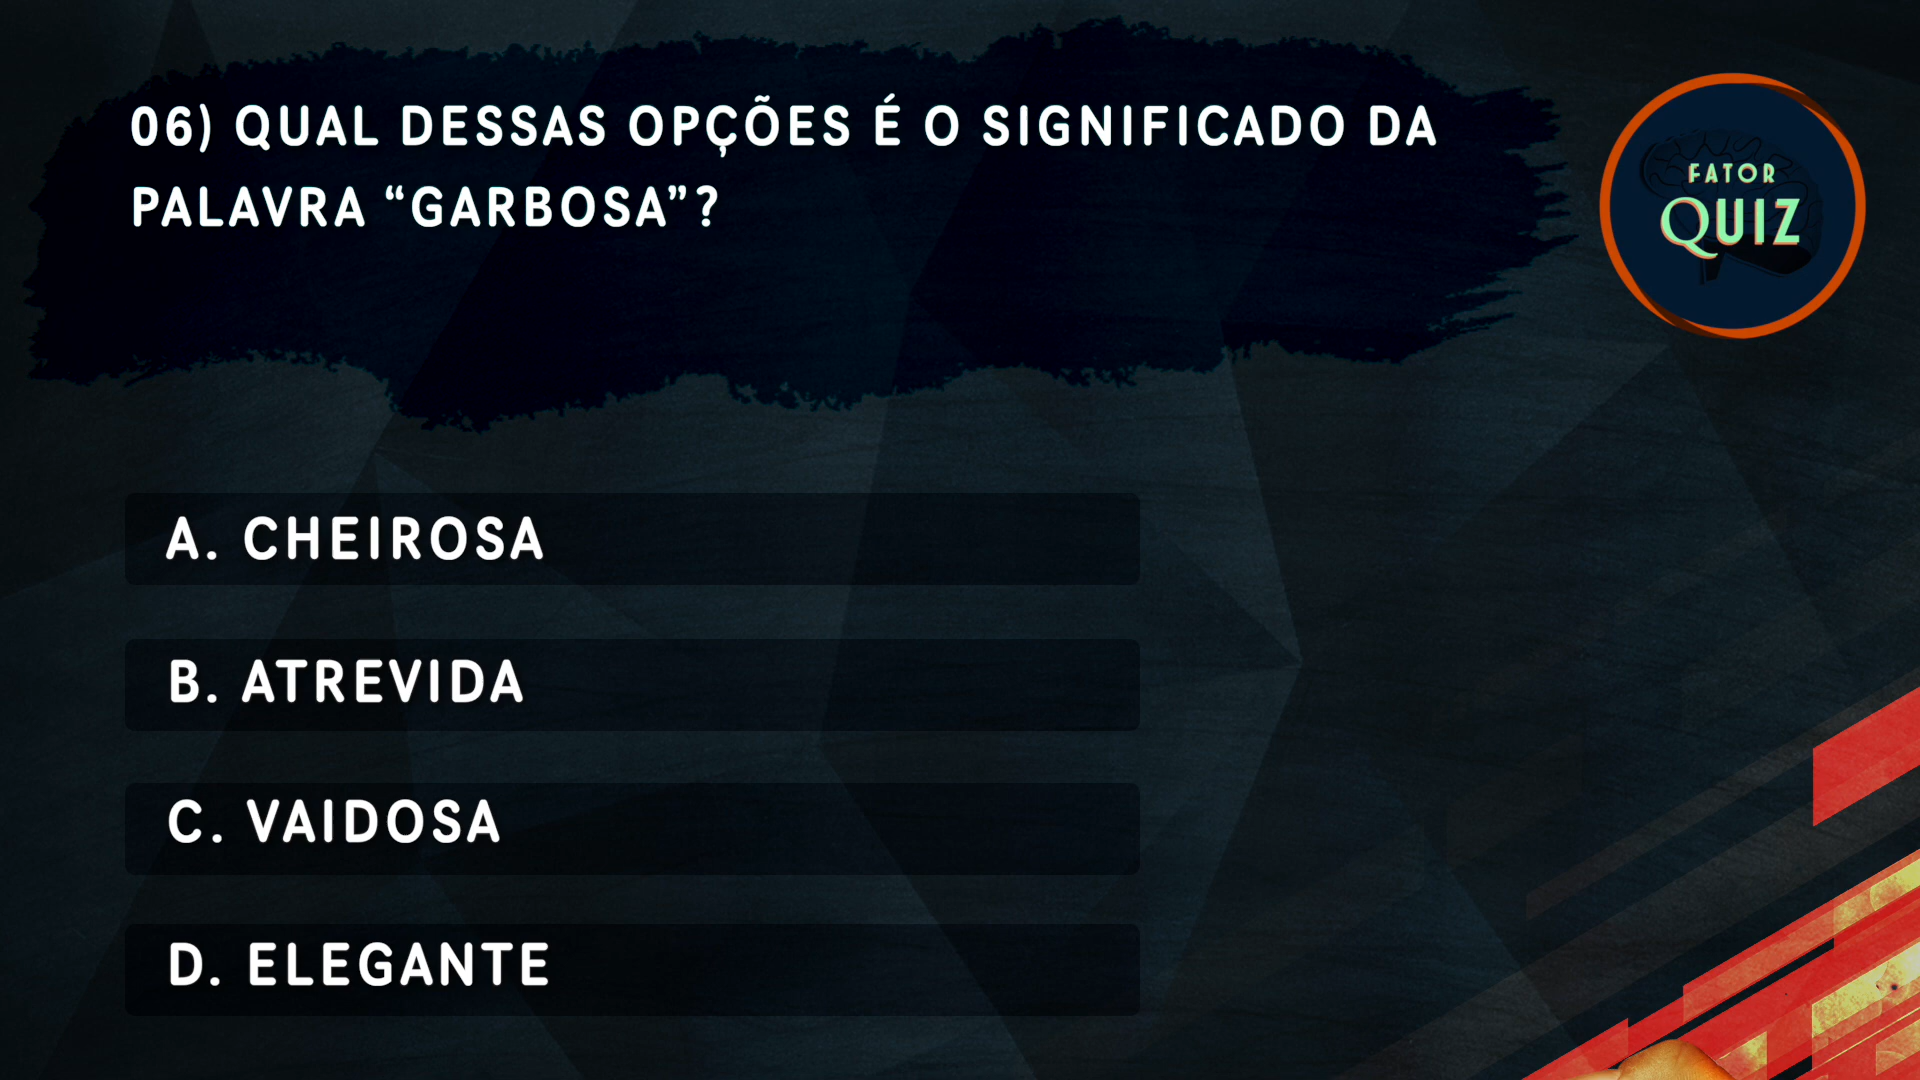 06) QUAL DESSAS OPÇÕES É O SIGNIFICADO DA
PALAVRA “GARBOSA”?
FATOR
QUIZ
A. CHEIROSA
B. ATREVIDA
C. VAIDOSA
D. ELEGANTE